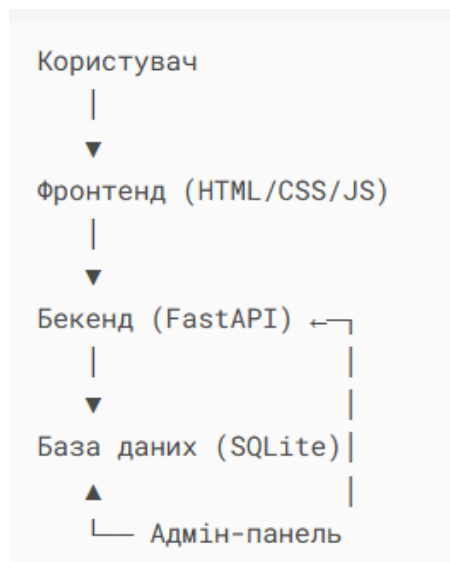 Користувач
│
▼
Фронтенд (HTML/CSS/JS)
│
▼
Бекенд (FastAPI) ←─┐
│ │
▼ │
База даних (SQLite)│
▲ │
└── Адмін-панель